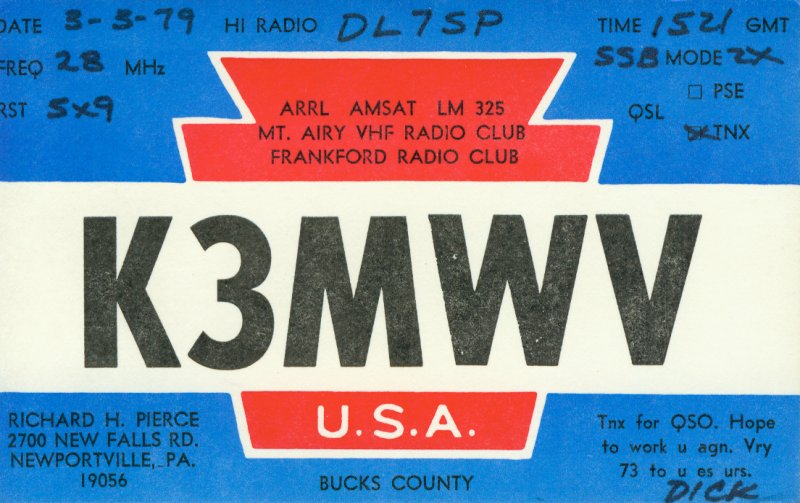 DATE 3-3-79 HI RADIO DL7SP TIME 1521 GMT
FREQ 28 MHz SSB MODE 2X
RST 5x9 QSL □ PSE
TNX
ARRL AMSAT LM 325
MT. AIRY VHF RADIO CLUB
FRANKFORD RADIO CLUB
K3MWV
U.S.A.
RICHARD H. PIERCE
2700 NEW FALLS RD.
NEWPORTVILLE, PA.
19056
BUCKS COUNTY
Tnx for QSO. Hope
to work u agn. Vry
73 to u es urs.
DICK